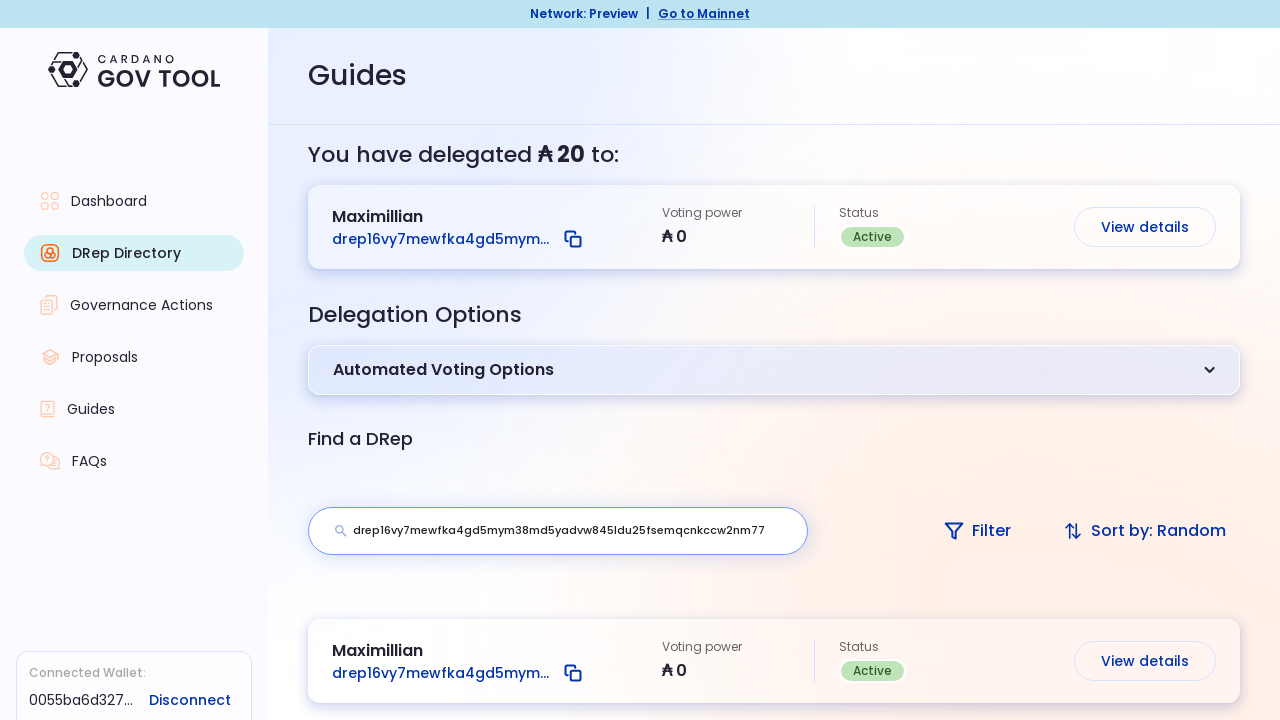 Network: Preview | Go to Mainnet
CARDANO
GOV TOOL
Dashboard
DRep Directory
Governance Actions
Proposals
Guides
FAQs
Connected Wallet:
0055ba6d327... Disconnect
Guides
You have delegated ₳ 20 to:
Maximillian
drep16vy7mewfka4gd5mym...
Voting power
₳ 0
Status
Active
View details
Delegation Options
Automated Voting Options
Find a DRep
drep16vy7mewfka4gd5mym38md5yadvw845ldu25fsemqcnkccw2nm77
Filter
Sort by: Random
Maximillian
drep16vy7mewfka4gd5mym...
Voting power
₳ 0
Status
Active
View details